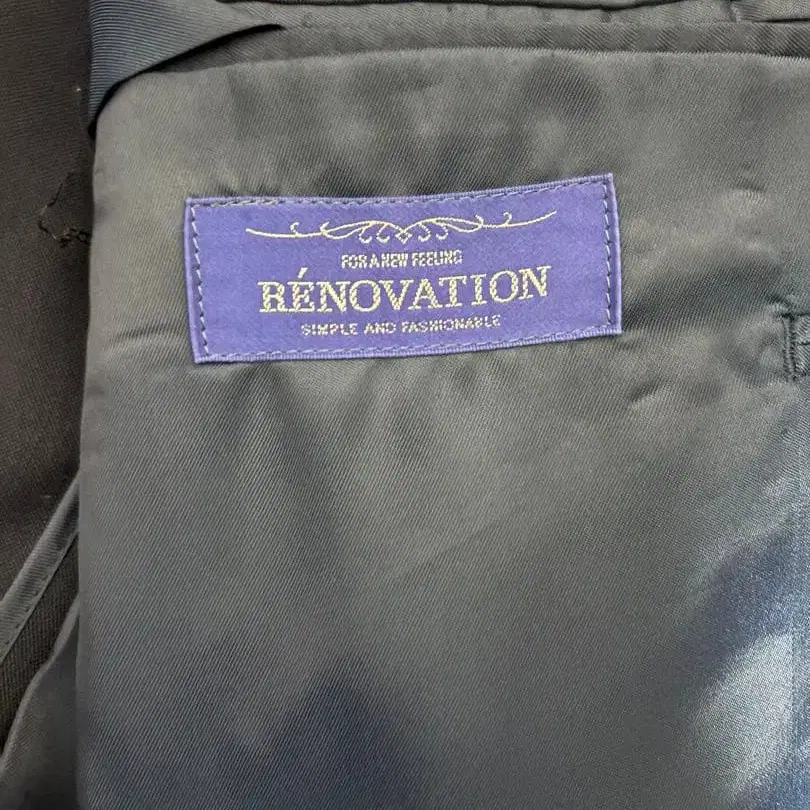 FOR A NEW FEELING
RÉNOVATION
SIMPLE AND FASHIONABLE